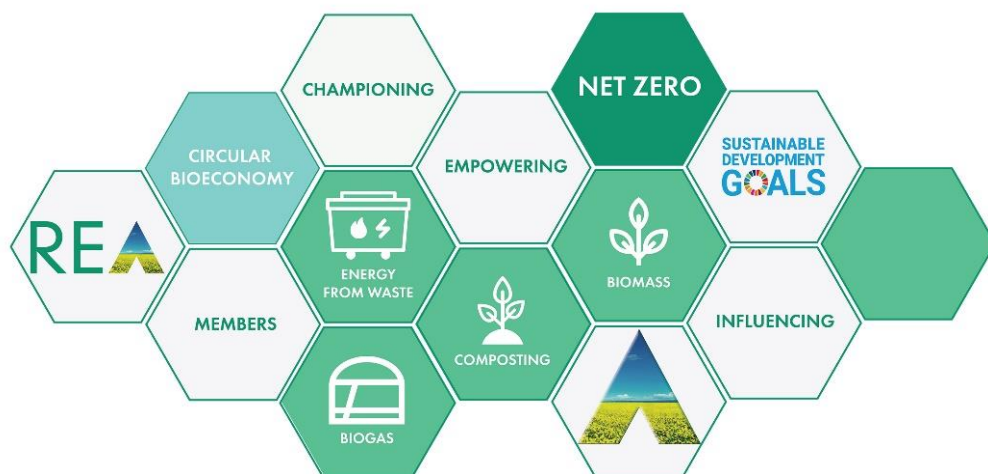 CHAMPIONING
NET ZERO
CIRCULAR
BIOECONOMY
EMPOWERING
SUSTAINABLE
DEVELOPMENT
GOALS
REA
ENERGY
FROM WASTE
BIOMASS
MEMBERS
COMPOSTING
INFLUENCING
BIOGAS